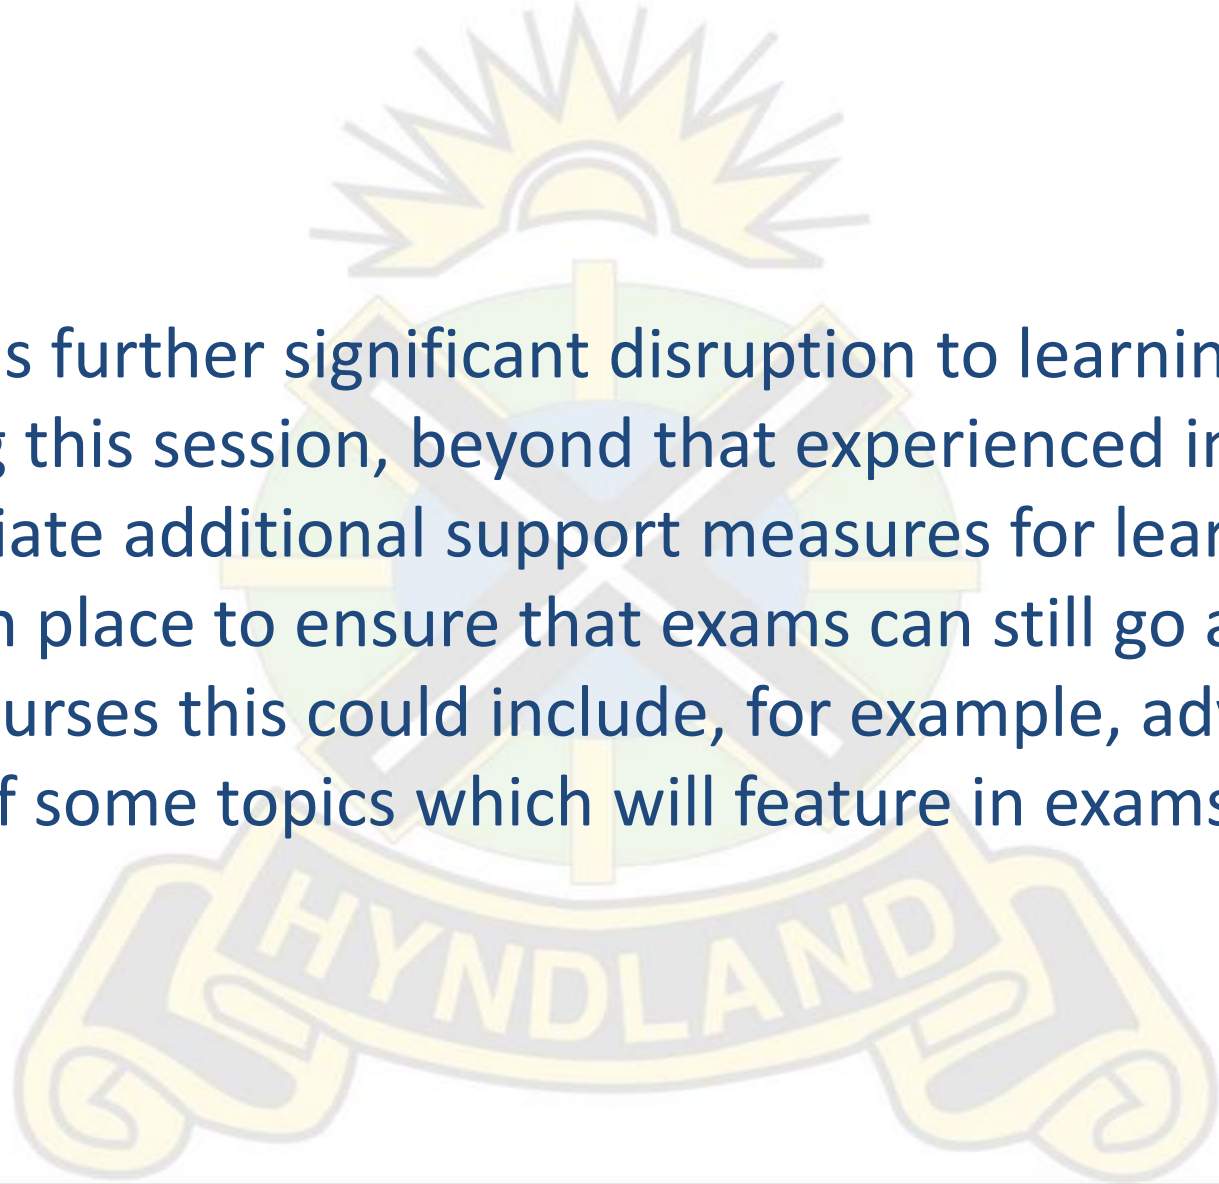 s further significant disruption to learnin
g this session, beyond that experienced in
iate additional support measures for lear
n place to ensure that exams can still go a
urses this could include, for example, adv
f some topics which will feature in exams
HYNDLAND